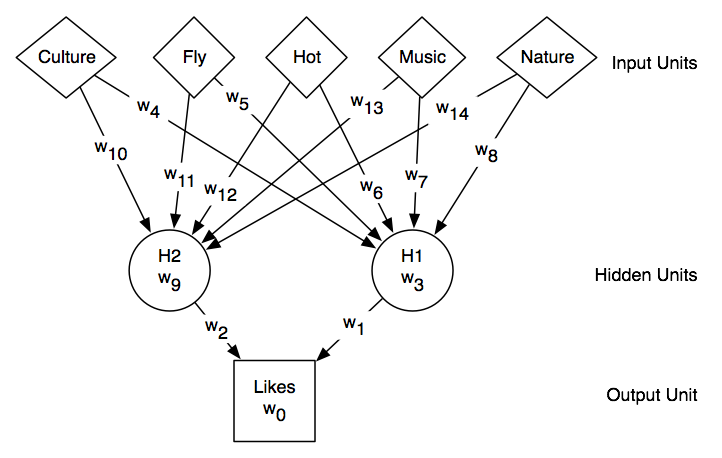 Culture
Fly
Hot
Music
Nature
Input Units
w4
w5
w13
w14
w10
w11
w12
w6
w7
w8
H2
w9
H1
w3
Hidden Units
w2
w1
Likes
w0
Output Unit